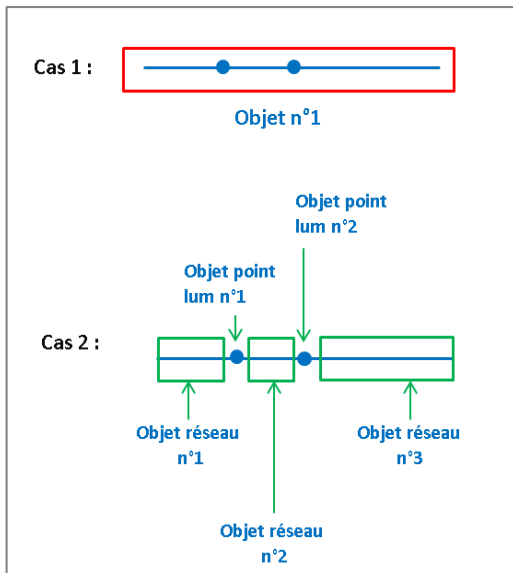 Cas 1 :
Objet n°1
Objet point
lum n°2
Objet point
lum n°1
Cas 2 :
Objet réseau
n°1
Objet réseau
n°3
Objet réseau
n°2